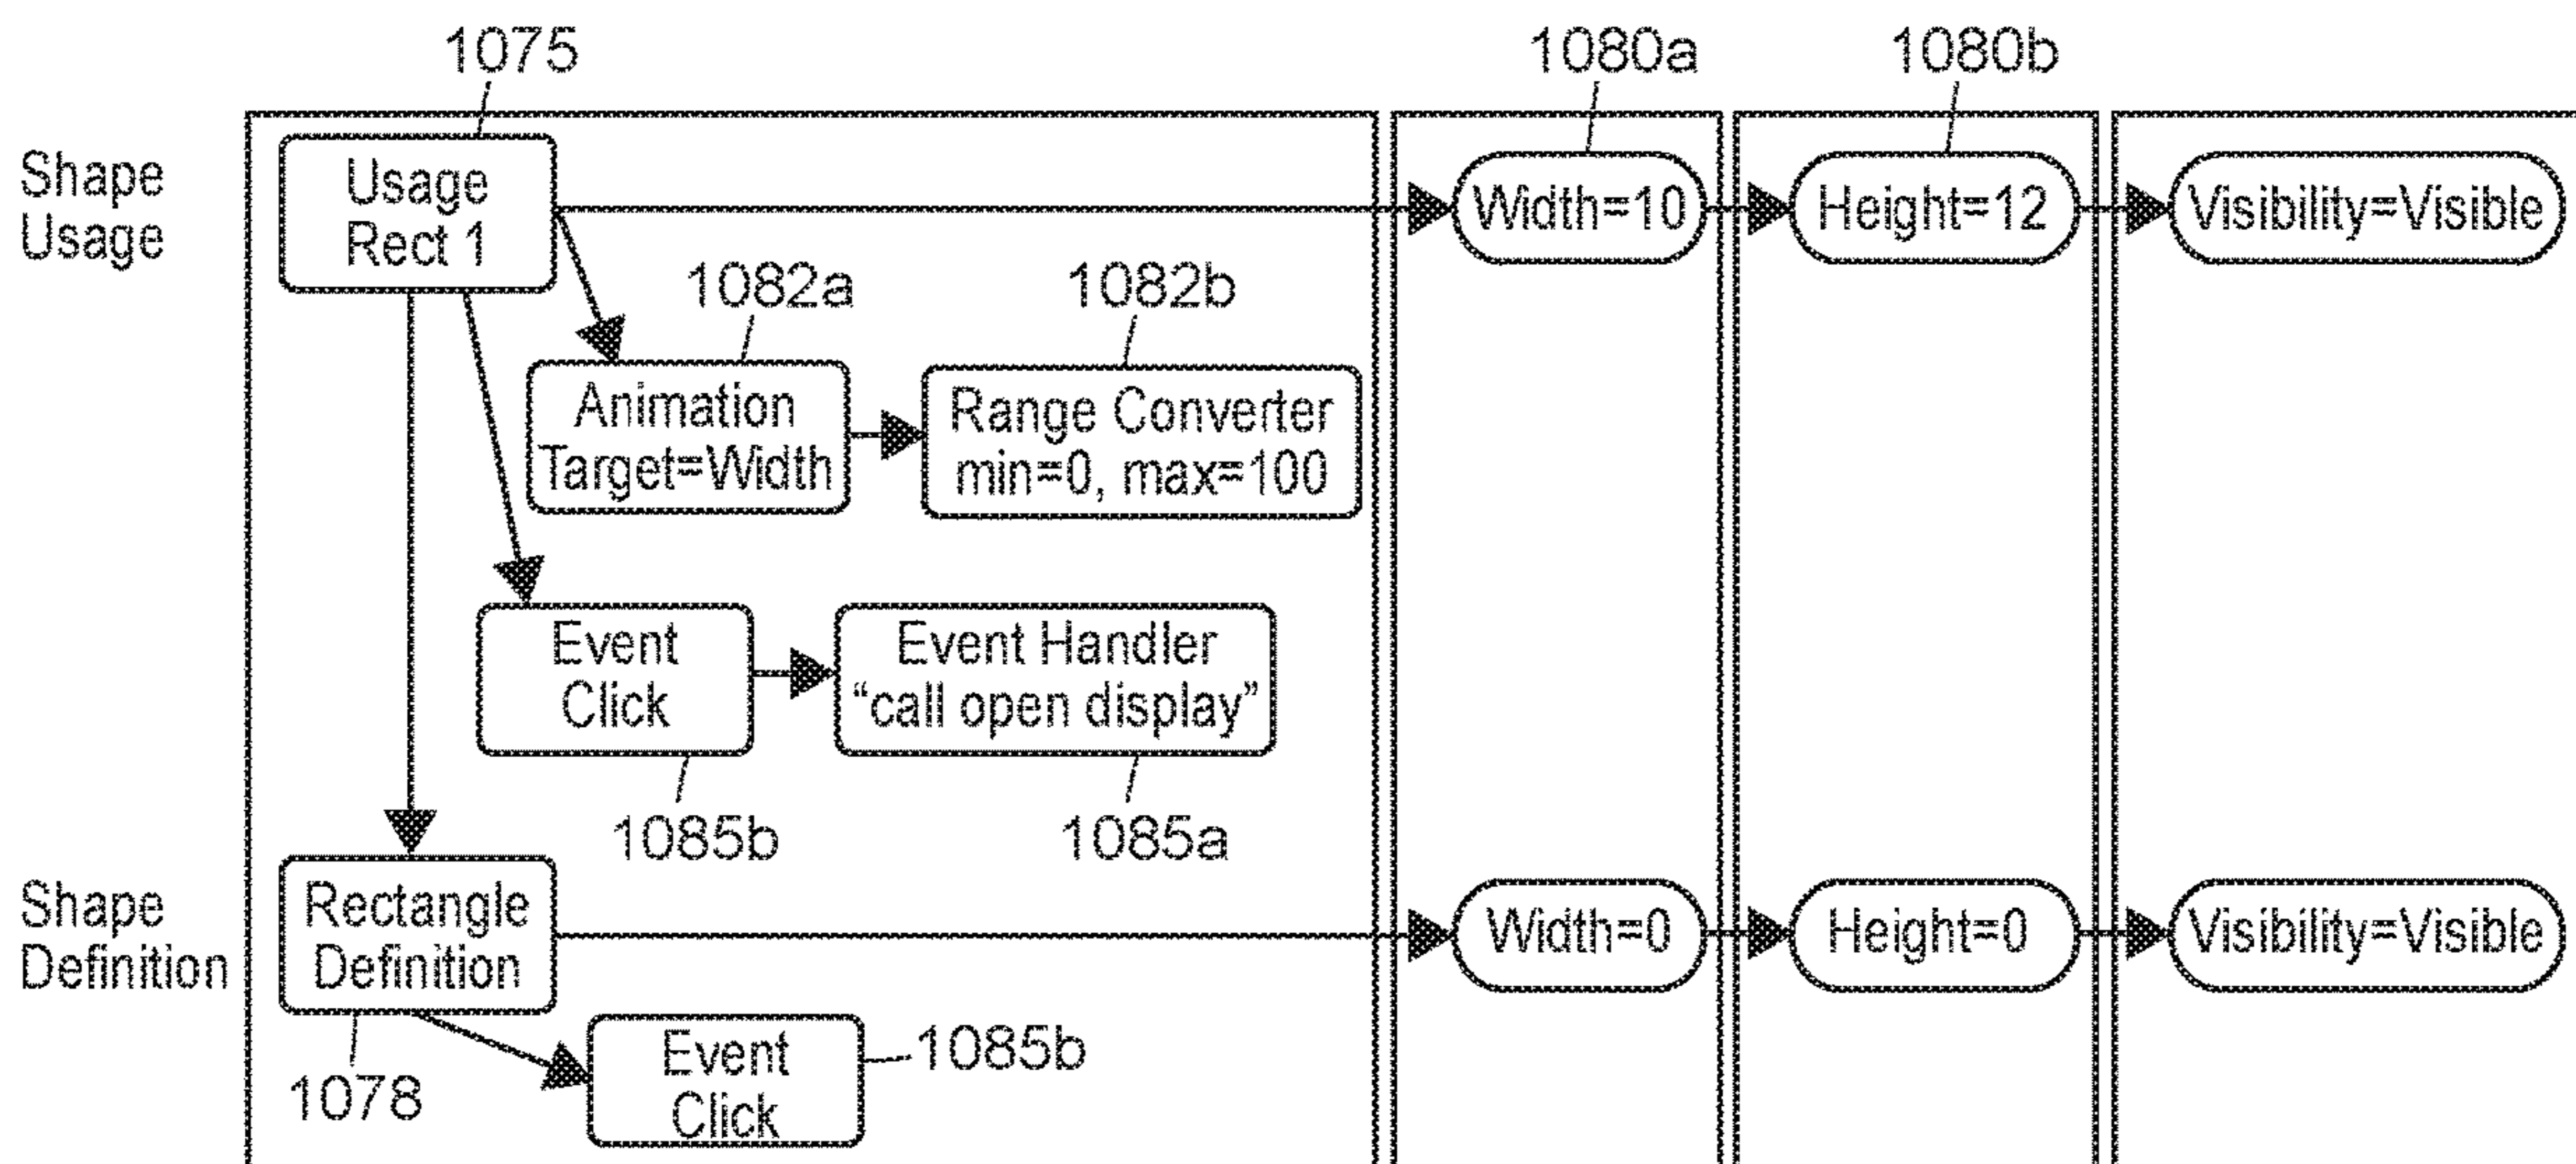 1075
1080a
1080b
Shape
Usage
Usage
Rect 1
Width=10
Height=12
Visibility=Visible
1082a
1082b
Animation
Target=Width
Range Converter
min=0, max=100
Event
Click
Event Handler
“call open display”
1085b
1085a
Shape
Definition
Rectangle
Definition
Width=0
Height=0
Visibility=Visible
1078
Event
Click
1085b